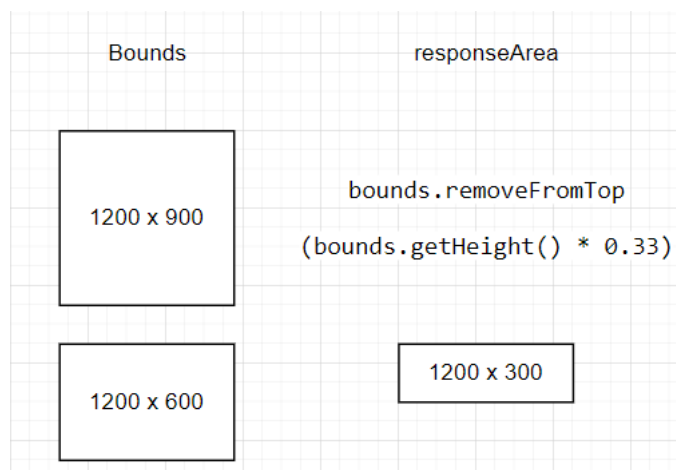 Bounds
responseArea
1200 x 900
bounds.removeFromTop
(bounds.getHeight() * 0.33)
1200 x 600
1200 x 300